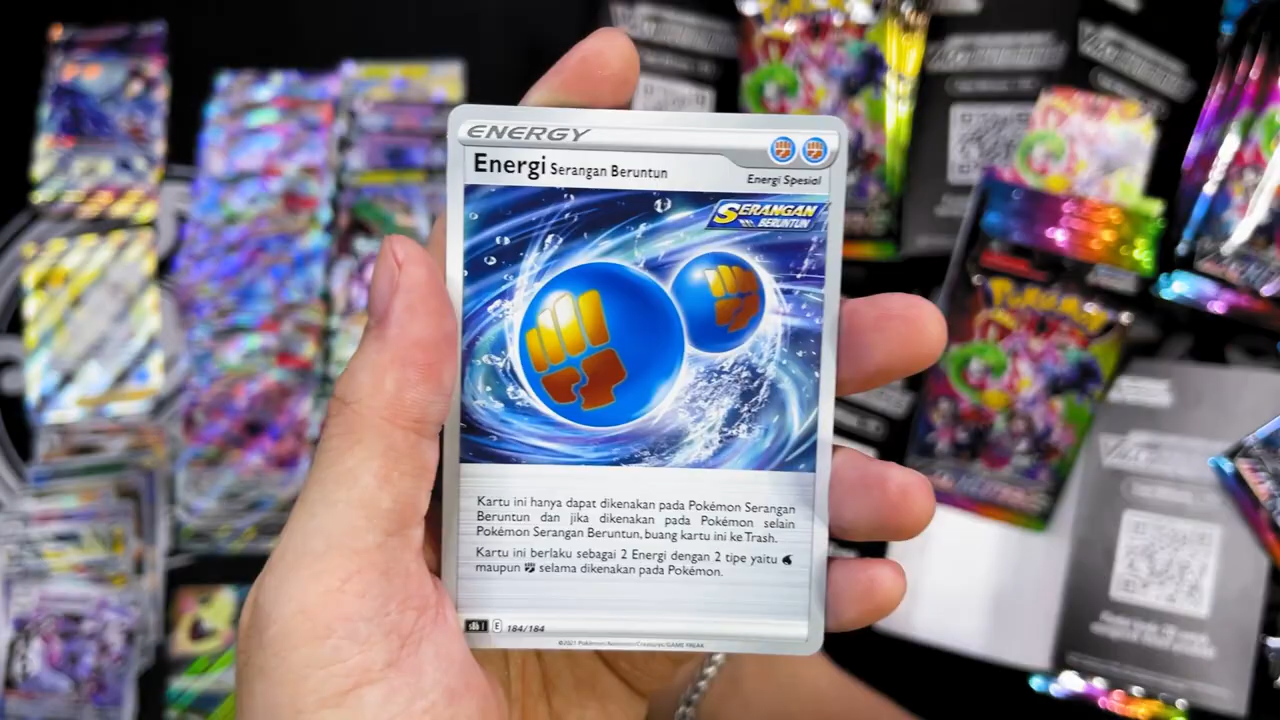 ENERGY
Energi Serangan Beruntun
Energi Spesial
SERANGAN
BERUNTUN
Kartu ini hanya dapat dikenakan pada Pokémon Serangan
Beruntun dan jika dikenakan pada Pokémon selain
Pokémon Serangan Beruntun, buang kartu ini ke Trash.
Kartu ini berlaku sebagai 2 Energi dengan 2 tipe yaitu
maupun selama dikenakan pada Pokémon.
s8b I E 184/184
©2021 Pokémon/Nintendo/Creatures/GAME FREAK
POKÉMON